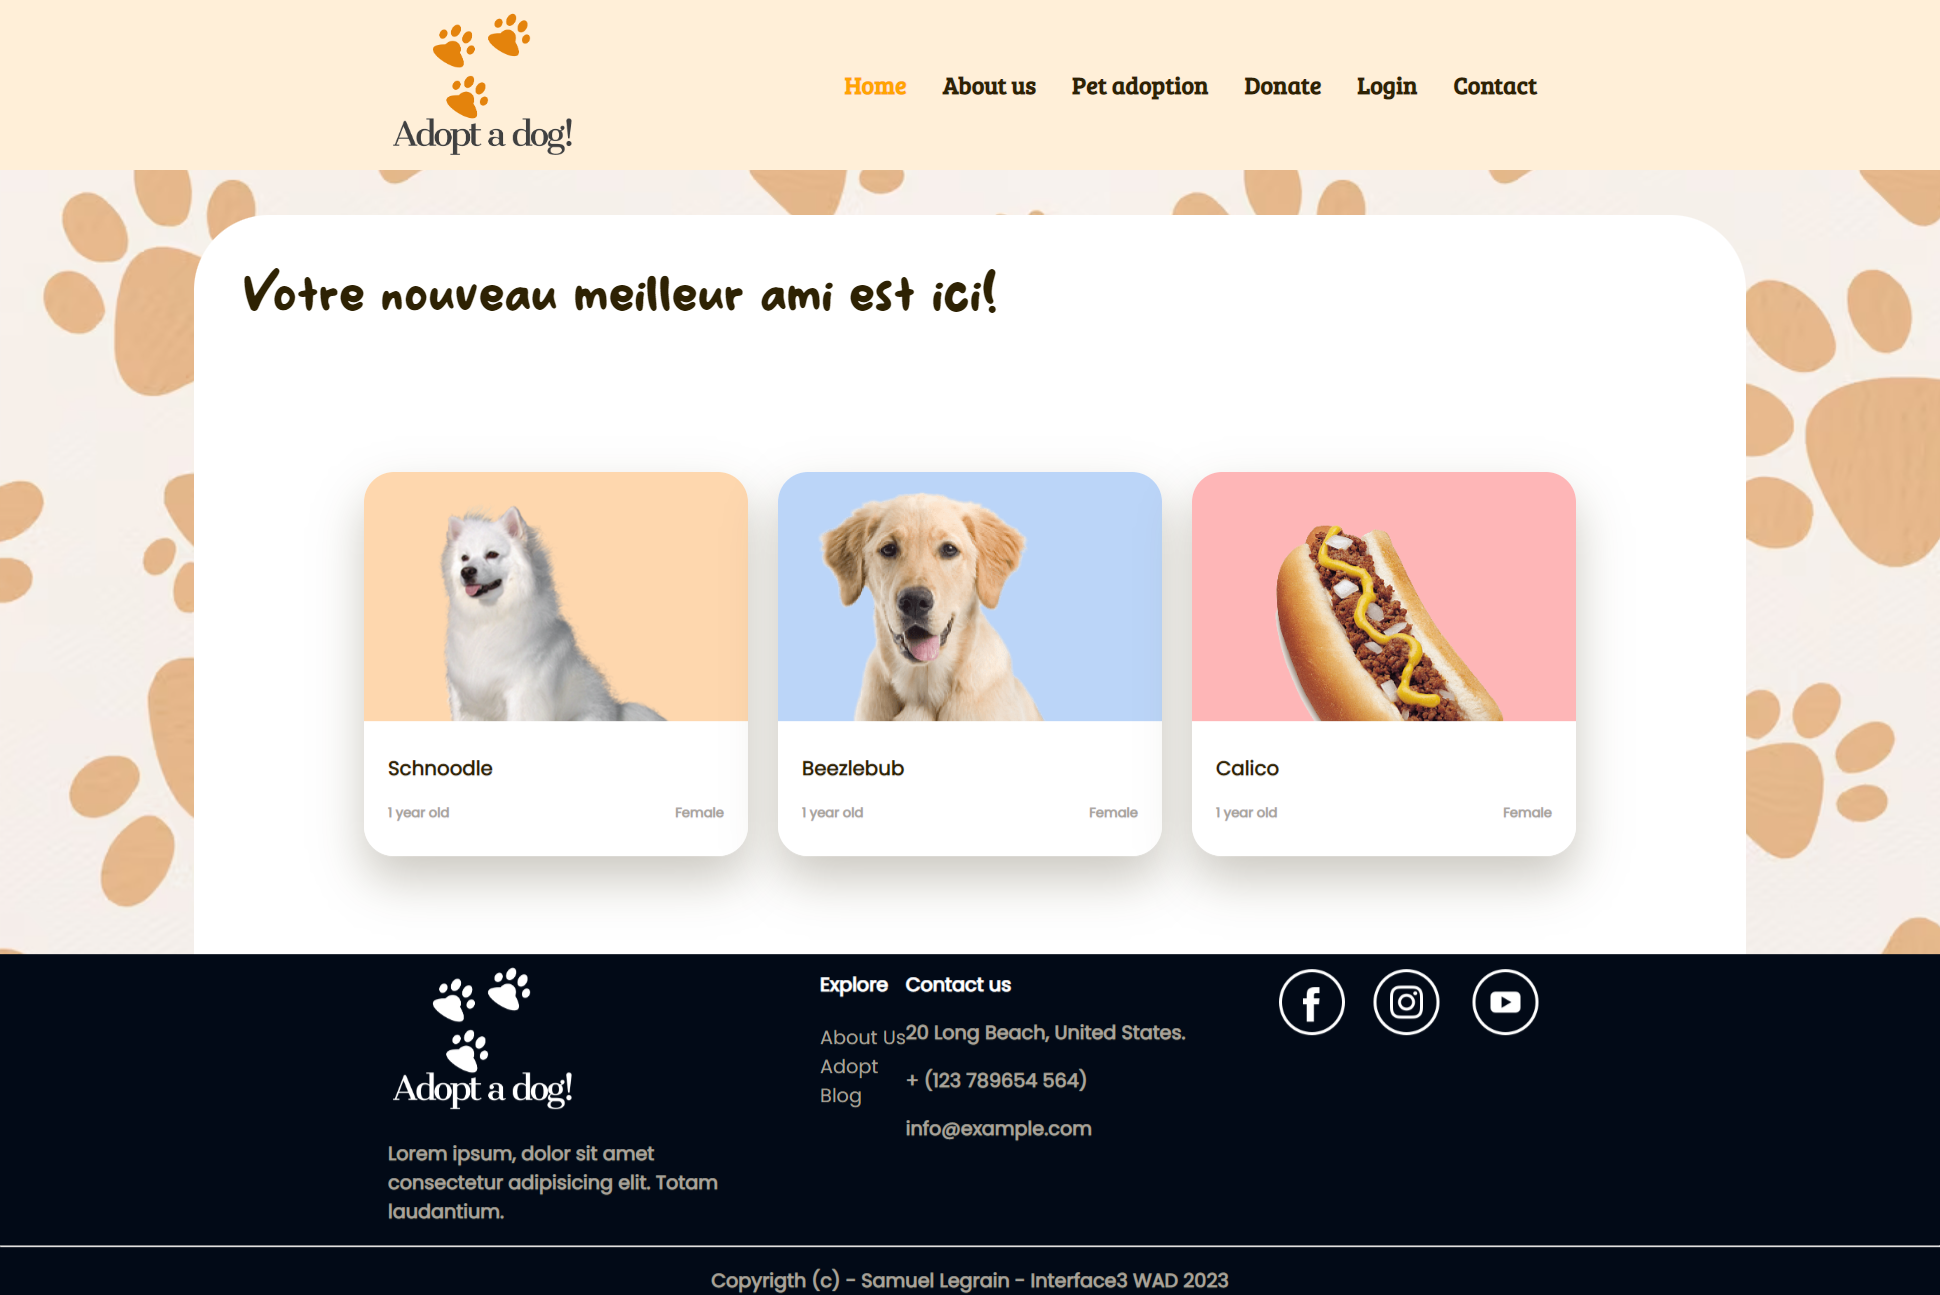 Adopt a dog!
Home About us Pet adoption Donate Login Contact
Votre nouveau meilleur ami est ici!
Schnoodle
1 year old Female
Beezlebub
1 year old Female
Calico
1 year old Female
Adopt a dog!
Lorem ipsum, dolor sit amet
consectetur adipisicing elit. Totam
laudantium.
Explore
About Us
Adopt
Blog
Contact us
20 Long Beach, United States.
+ (123 789654 564)
info@example.com
Copyrigth (c) - Samuel Legrain - Interface3 WAD 2023